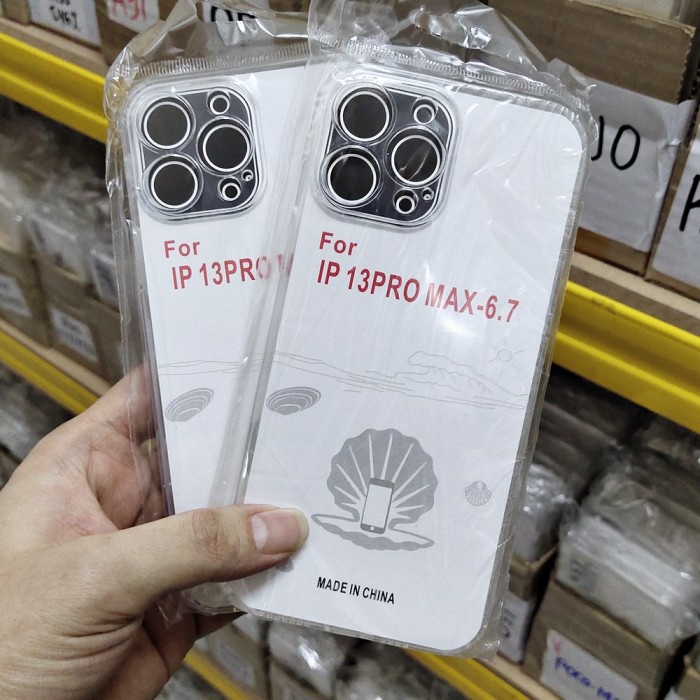 For
IP 13PRO
For
IP 13PRO MAX-6.7
MADE IN CHINA